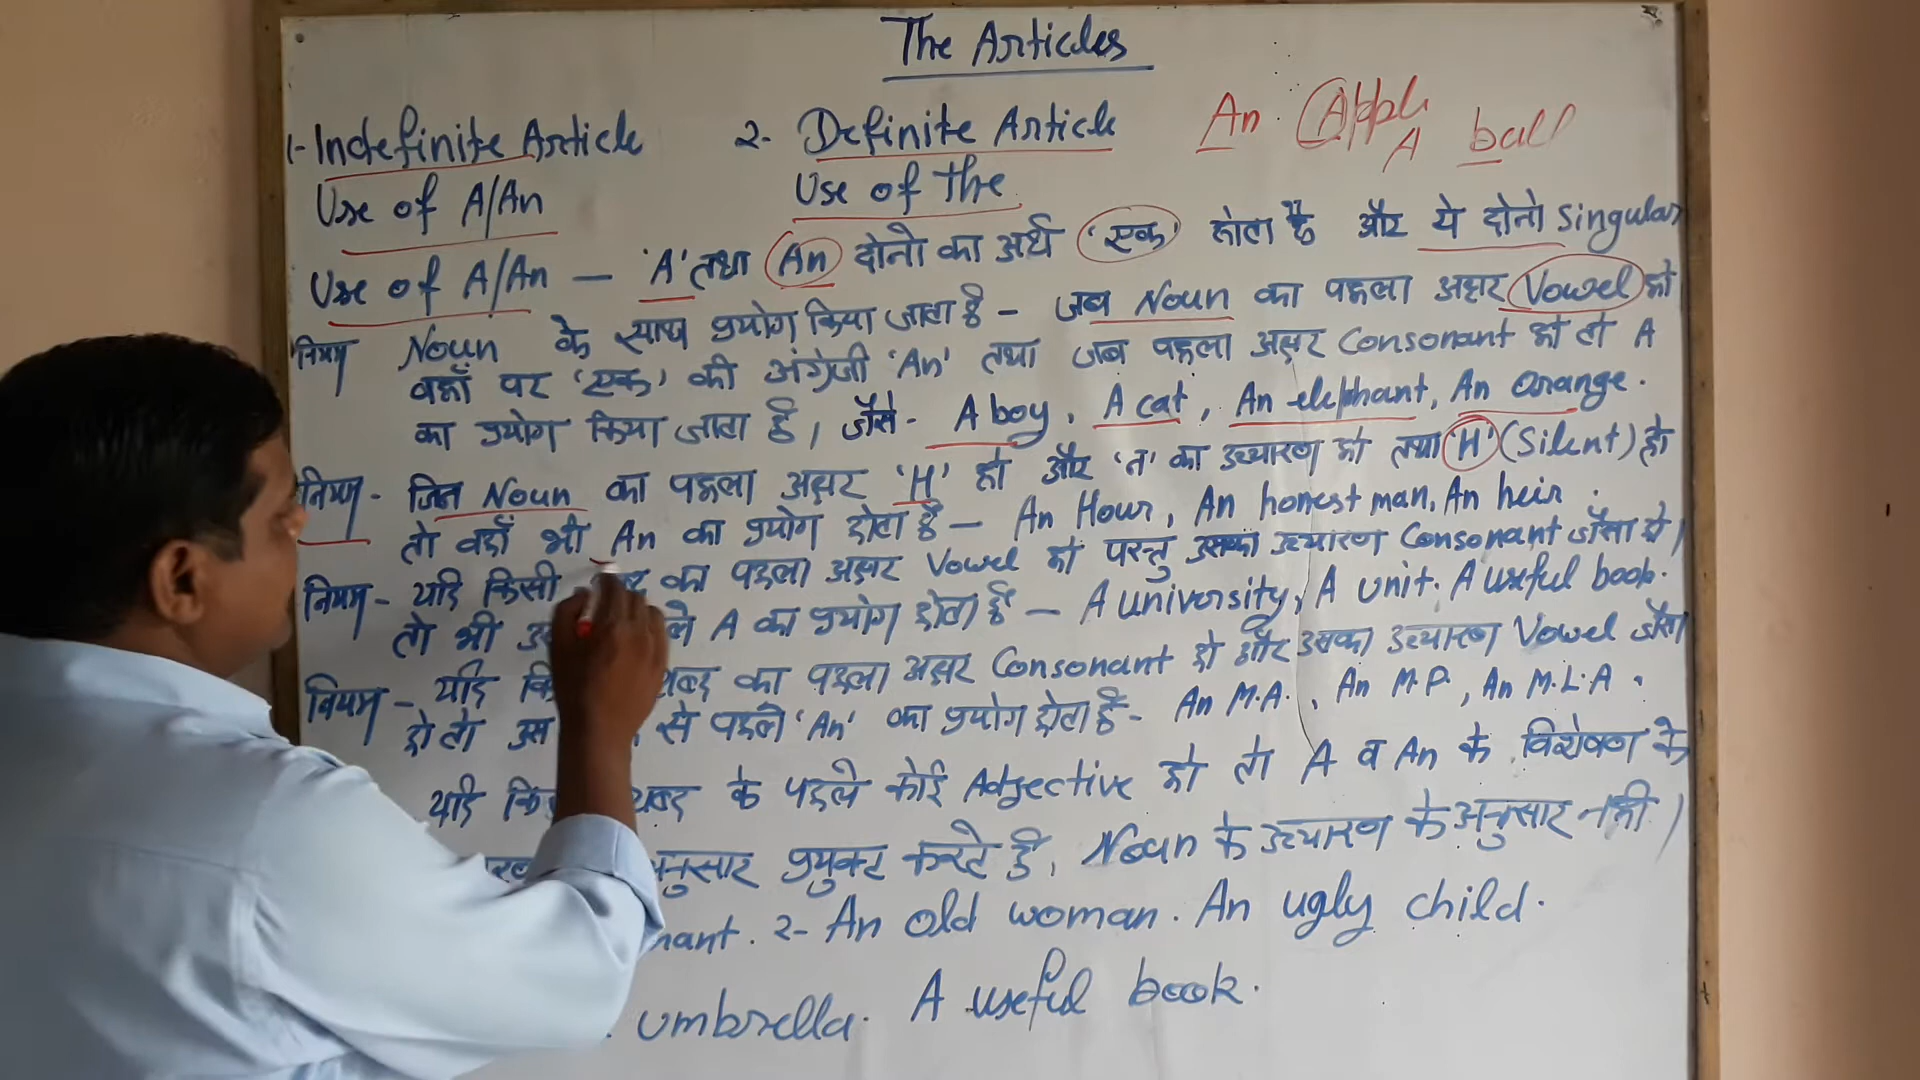 The Articles
1- Indefinite Article 2- Definite Article An Apple
A ball
Use of A/An Use of the
Use of A/An — 'A' तथा An दोनों का अर्थ 'एक' होता है और ये दोनो Singular
नियम Noun के साथ प्रयोग किया जाता है - जब Noun का पहला अक्षर Vowel हो
वहाँ पर 'एक' की अंग्रेजी 'An' तथा जब पहला अक्षर Consonant हो तो A
का प्रयोग किया जाता है, जैसे- A boy, A cat, An elephant, An orange.
नियम - जिस Noun का पहला अक्षर 'H' हो और का उच्चारण हो तथा 'H' (Silent) हो
तो वहाँ भी An का प्रयोग होता है — An Hour, An honest man, An heir.
नियम - यदि किसी का पहला अक्षर Vowel हो परन्तु उसका उच्चारण Consonant जैसा हो।
तो भी A का प्रयोग होता है — A university, A unit. A useful book.
नियम - यदि शब्द का पहला अक्षर Consonant हो और उसका उच्चारण Vowel जैसा
हो तो उस से पहले 'An' का प्रयोग होता है - An M.A., An M.P., An M.L.A.
यदि शब्द के पहले कोई Adjective हो तो A व An के विशेषण के
प्रयुक्त करते है, Noun के उच्चारण के अनुसार नही।
2- An old woman. An ugly child.
umbrella. A useful book.